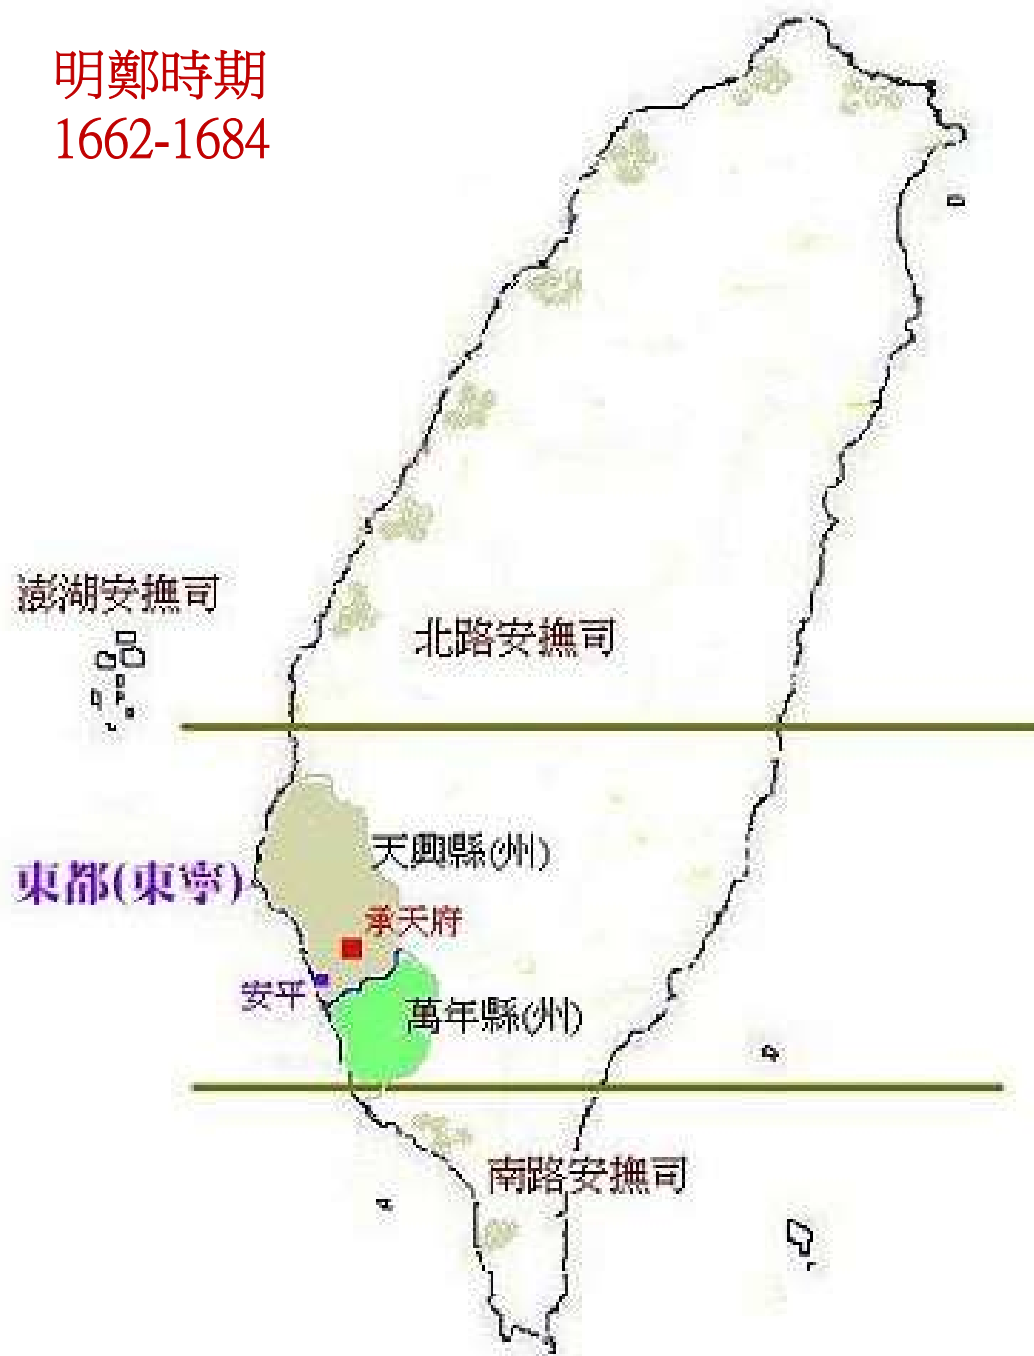 明鄭時期
1662-1684
澎湖安撫司
北路安撫司
天興縣(州)
東都(東寧)
承天府
安平
萬年縣(州)
南路安撫司